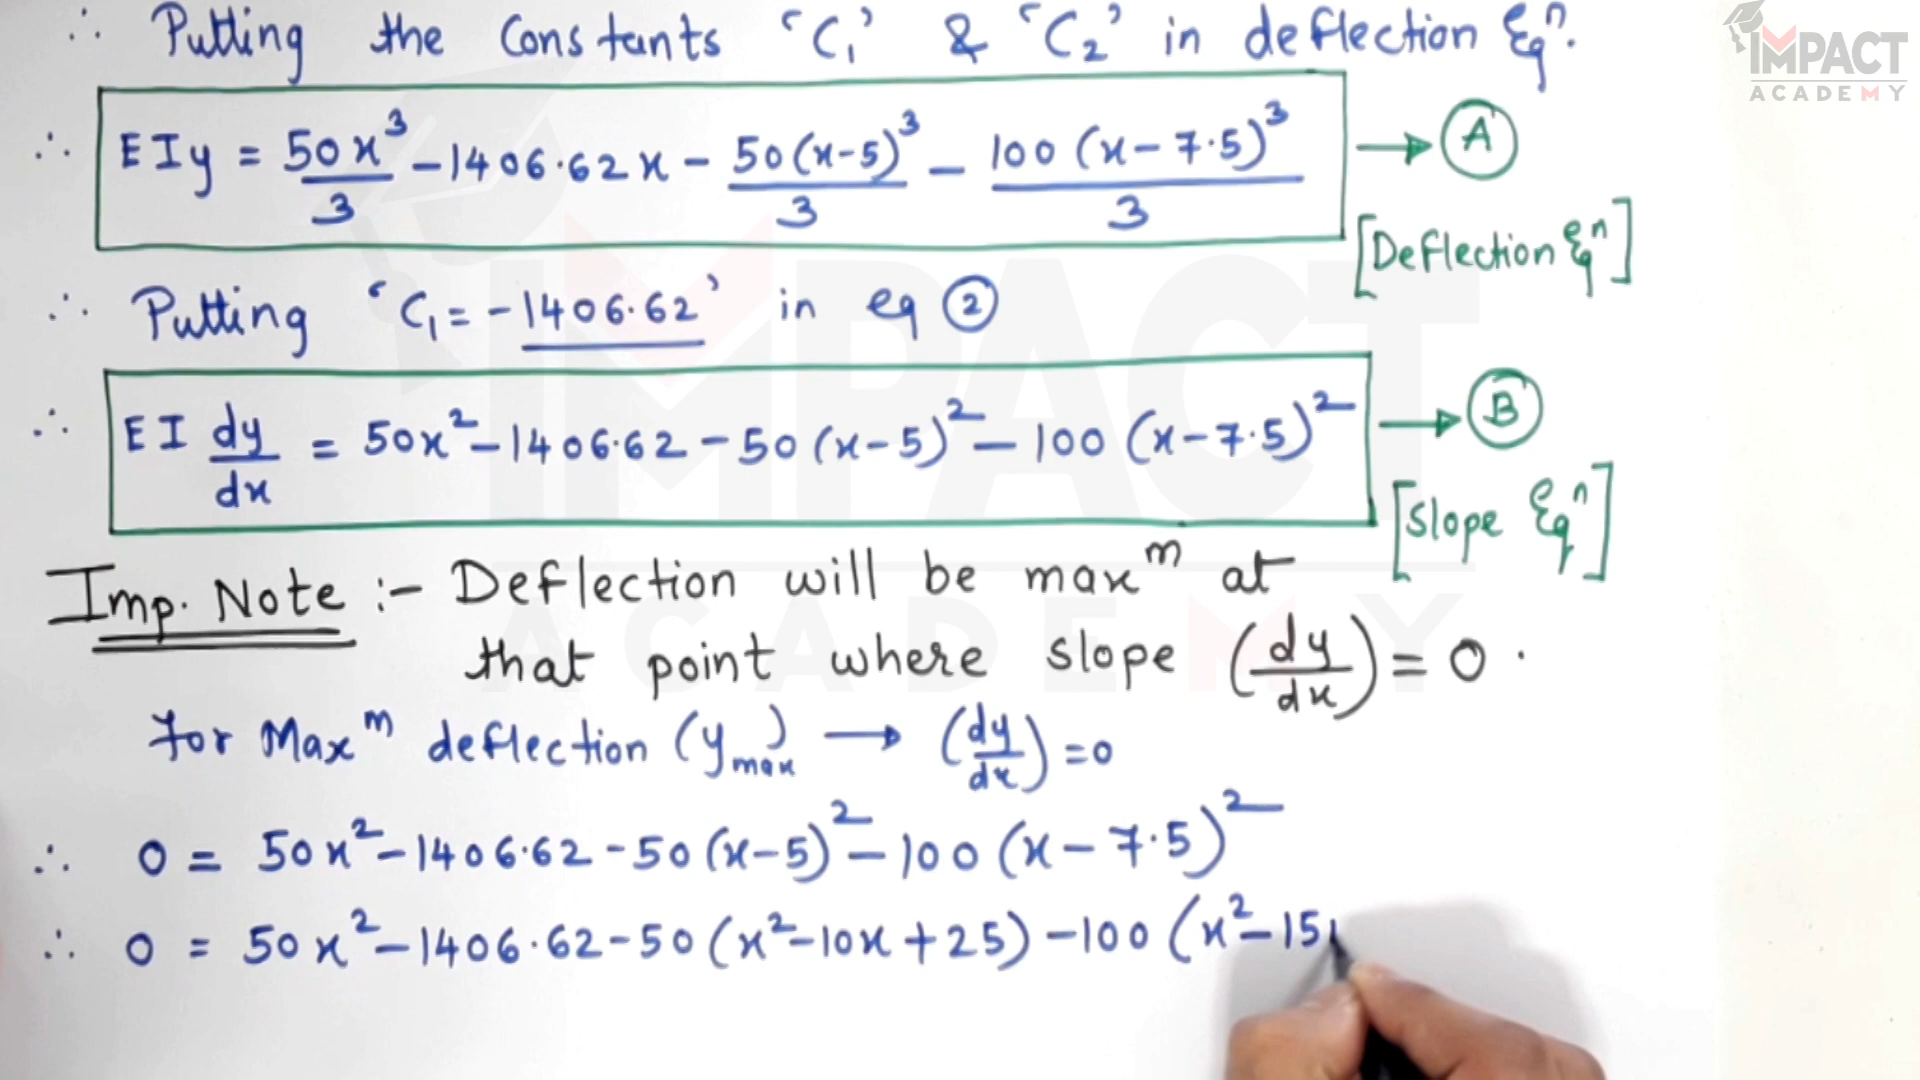 ∴ Putting the Constants 'C₁' & 'C₂' in deflection Eqⁿ.
IMPACT
ACADEMY
∴ EIy = 50x³/3 - 1406.62x - 50(x-5)³/3 - 100(x-7.5)³/3 → A
[Deflection Eqⁿ]
∴ Putting 'C₁ = -1406.62' in eq ②
∴ EI dy/dx = 50x² - 1406.62 - 50(x-5)² - 100(x-7.5)² → B
[Slope Eqⁿ]
Imp. Note :- Deflection will be maxᵐ at
that point where slope (dy/dx) = 0.
For Maxᵐ deflection (y max) → (dy/dx) = 0
∴ 0 = 50x² - 1406.62 - 50(x-5)² - 100(x-7.5)²
∴ 0 = 50x² - 1406.62 - 50(x² - 10x + 25) - 100(x² - 15
IMPACT
ACADEMY